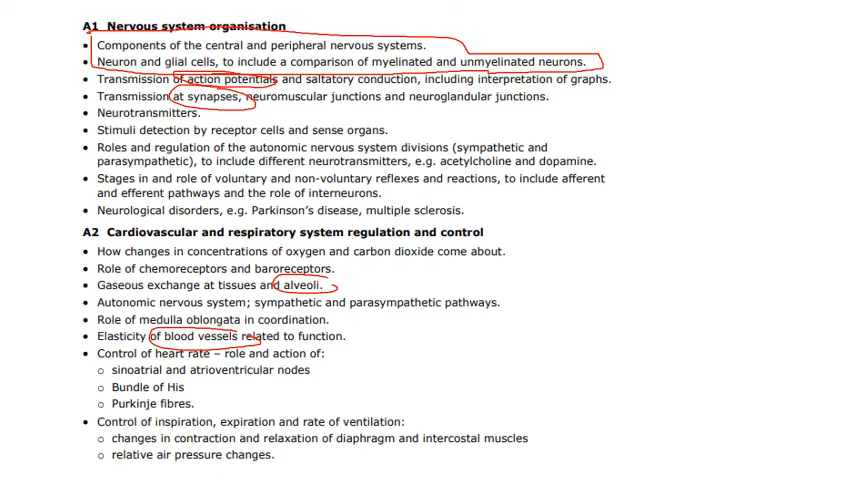 A1 Nervous system organisation
• Components of the central and peripheral nervous systems.
• Neuron and glial cells, to include a comparison of myelinated and unmyelinated neurons.
• Transmission of action potentials and saltatory conduction, including interpretation of graphs.
• Transmission at synapses, neuromuscular junctions and neuroglandular junctions.
• Neurotransmitters.
• Stimuli detection by receptor cells and sense organs.
• Roles and regulation of the autonomic nervous system divisions (sympathetic and
parasympathetic), to include different neurotransmitters, e.g. acetylcholine and dopamine.
• Stages in and role of voluntary and non-voluntary reflexes and reactions, to include afferent
and efferent pathways and the role of interneurons.
• Neurological disorders, e.g. Parkinson's disease, multiple sclerosis.
A2 Cardiovascular and respiratory system regulation and control
• How changes in concentrations of oxygen and carbon dioxide come about.
• Role of chemoreceptors and baroreceptors.
• Gaseous exchange at tissues and alveoli.
• Autonomic nervous system; sympathetic and parasympathetic pathways.
• Role of medulla oblongata in coordination.
• Elasticity of blood vessels related to function.
• Control of heart rate – role and action of:
o sinoatrial and atrioventricular nodes
o Bundle of His
o Purkinje fibres.
• Control of inspiration, expiration and rate of ventilation:
o changes in contraction and relaxation of diaphragm and intercostal muscles
o relative air pressure changes.